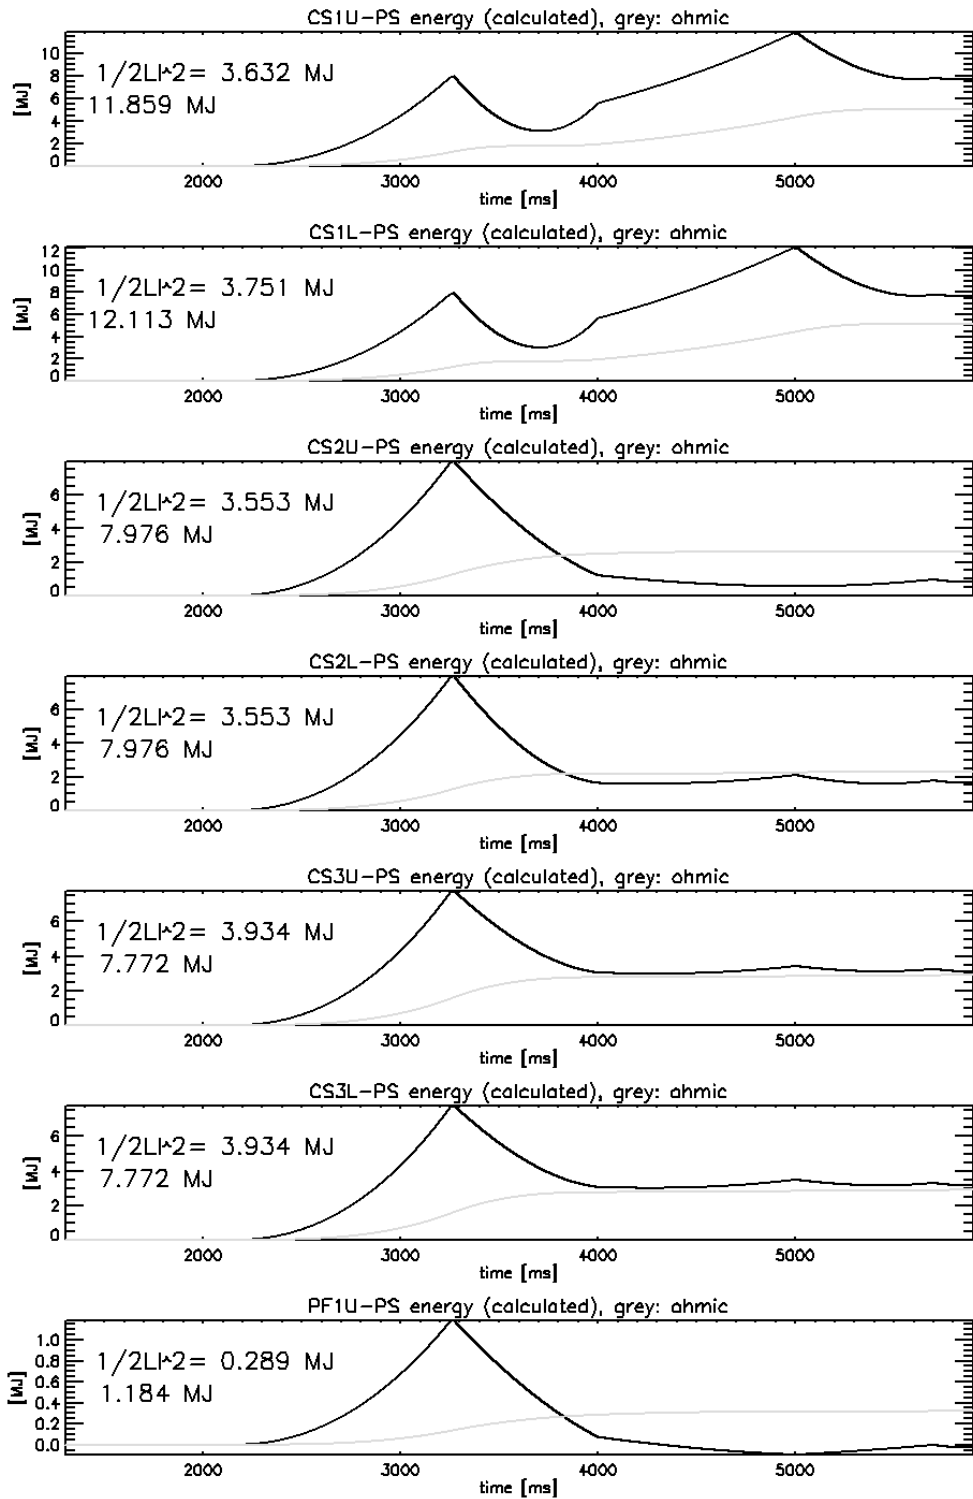 CS1U-PS energy (calculated), grey: ohmic
10
8
6
4
2
0
[MJ]
1/2LI^2= 3.632 MJ
11.859 MJ
2000 3000 4000 5000
time [ms]
CS1L-PS energy (calculated), grey: ohmic
12
10
8
6
4
2
0
[MJ]
1/2LI^2= 3.751 MJ
12.113 MJ
2000 3000 4000 5000
time [ms]
CS2U-PS energy (calculated), grey: ohmic
6
4
2
0
[MJ]
1/2LI^2= 3.553 MJ
7.976 MJ
2000 3000 4000 5000
time [ms]
CS2L-PS energy (calculated), grey: ohmic
6
4
2
0
[MJ]
1/2LI^2= 3.553 MJ
7.976 MJ
2000 3000 4000 5000
time [ms]
CS3U-PS energy (calculated), grey: ohmic
6
4
2
0
[MJ]
1/2LI^2= 3.934 MJ
7.772 MJ
2000 3000 4000 5000
time [ms]
CS3L-PS energy (calculated), grey: ohmic
6
4
2
0
[MJ]
1/2LI^2= 3.934 MJ
7.772 MJ
2000 3000 4000 5000
time [ms]
PF1U-PS energy (calculated), grey: ohmic
1.0
0.8
0.6
0.4
0.2
0.0
[MJ]
1/2LI^2= 0.289 MJ
1.184 MJ
2000 3000 4000 5000
time [ms]